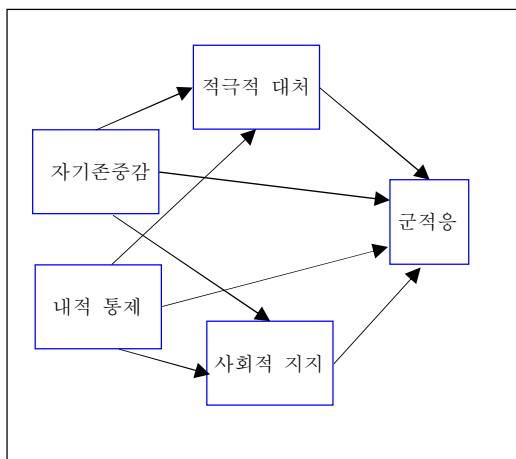 적극적 대처
자기존중감
군적응
내적 통제
사회적 지지